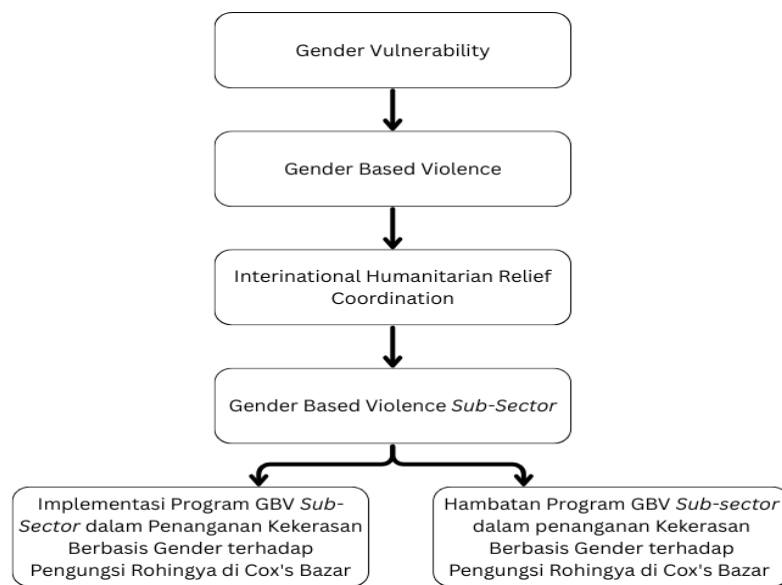 Gender Vulnerability
Gender Based Violence
Interinational Humanitarian Relief
Coordination
Gender Based Violence Sub-Sector
Implementasi Program GBV Sub-
Sector dalam Penanganan Kekerasan
Berbasis Gender terhadap
Pengungsi Rohingya di Cox's Bazar
Hambatan Program GBV Sub-sector
dalam penanganan Kekerasan
Berbasis Gender terhadap
Pengungsi Rohingya di Cox's Bazar